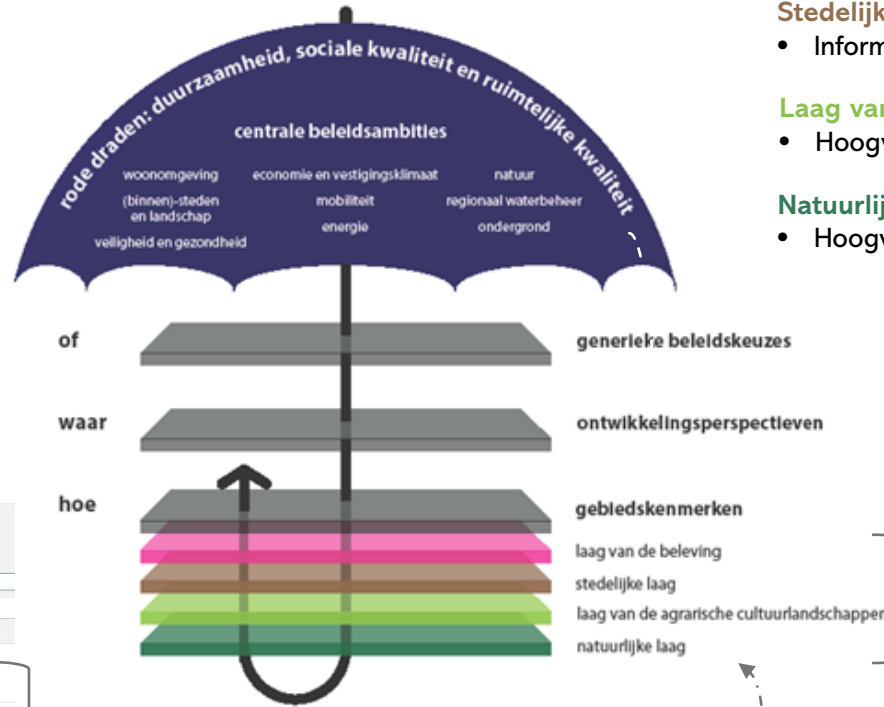 rode draden: duurzaamheid, sociale kwaliteit en ruimtelijke kwaliteit
centrale beleidsambities
woonomgeving
(binnen)-steden
en landschap
veiligheid en gezondheid
economie en vestigingsklimaat
mobiliteit
energie
natuur
regionaal waterbeheer
ondergrond
of
generieke beleidskeuzes
waar
ontwikkelingsperspectieven
hoe
gebiedskenmerken
laag van de beleving
stedelijke laag
laag van de agrarische cultuurlandschappen
natuurlijke laag
Stedelijk
• Inform
Laag van
• Hoogv
Natuurlij
• Hoogv